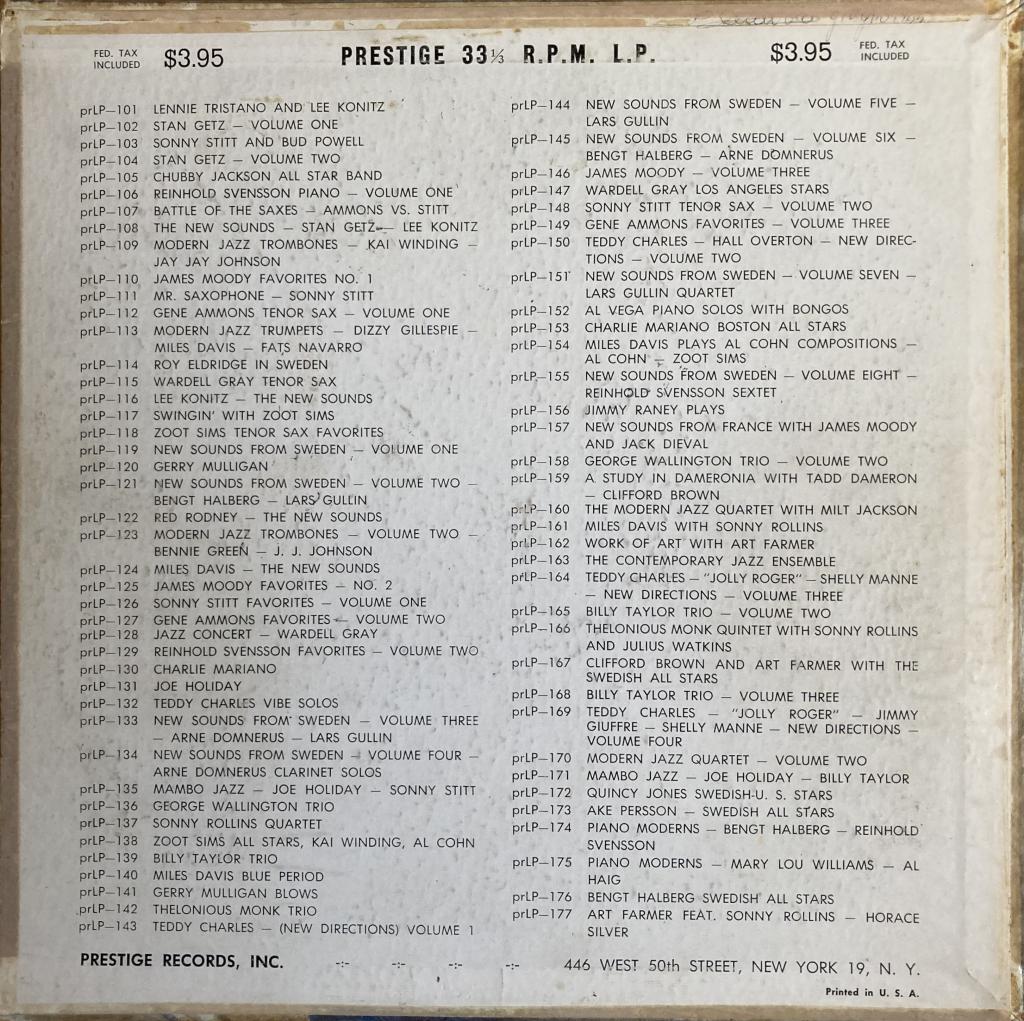 FED. TAX
INCLUDED
$3.95
PRESTIGE 33⅓ R.P.M. L.P.
$3.95
FED. TAX
INCLUDED
prLP—101 LENNIE TRISTANO AND LEE KONITZ
prLP—102 STAN GETZ — VOLUME ONE
prLP—103 SONNY STITT AND BUD POWELL
prLP—104 STAN GETZ — VOLUME TWO
prLP—105 CHUBBY JACKSON ALL STAR BAND
prLP—106 REINHOLD SVENSSON PIANO — VOLUME ONE
prLP—107 BATTLE OF THE SAXES — AMMONS VS. STITT
prLP—108 THE NEW SOUNDS — STAN GETZ — LEE KONITZ
prLP—109 MODERN JAZZ TROMBONES — KAI WINDING —
JAY JAY JOHNSON
prLP—110 JAMES MOODY FAVORITES NO. 1
prLP—111 MR. SAXOPHONE — SONNY STITT
prLP—112 GENE AMMONS TENOR SAX — VOLUME ONE
prLP—113 MODERN JAZZ TRUMPETS — DIZZY GILLESPIE —
MILES DAVIS — FATS NAVARRO
prLP—114 ROY ELDRIDGE IN SWEDEN
prLP—115 WARDELL GRAY TENOR SAX
prLP—116 LEE KONITZ — THE NEW SOUNDS
prLP—117 SWINGIN' WITH ZOOT SIMS
prLP—118 ZOOT SIMS TENOR SAX FAVORITES
prLP—119 NEW SOUNDS FROM SWEDEN — VOLUME ONE
prLP—120 GERRY MULLIGAN
prLP—121 NEW SOUNDS FROM SWEDEN — VOLUME TWO —
BENGT HALBERG — LARS GULLIN
prLP—122 RED RODNEY — THE NEW SOUNDS
prLP—123 MODERN JAZZ TROMBONES — VOLUME TWO —
BENNIE GREEN — J. J. JOHNSON
prLP—124 MILES DAVIS — THE NEW SOUNDS
prLP—125 JAMES MOODY FAVORITES — NO. 2
prLP—126 SONNY STITT FAVORITES — VOLUME ONE
prLP—127 GENE AMMONS FAVORITES — VOLUME TWO
prLP—128 JAZZ CONCERT — WARDELL GRAY
prLP—129 REINHOLD SVENSSON FAVORITES — VOLUME TWO
prLP—130 CHARLIE MARIANO
prLP—131 JOE HOLIDAY
prLP—132 TEDDY CHARLES VIBE SOLOS
prLP—133 NEW SOUNDS FROM SWEDEN — VOLUME THREE
— ARNE DOMNERUS — LARS GULLIN
prLP—134 NEW SOUNDS FROM SWEDEN — VOLUME FOUR —
ARNE DOMNERUS CLARINET SOLOS
prLP—135 MAMBO JAZZ — JOE HOLIDAY — SONNY STITT
prLP—136 GEORGE WALLINGTON TRIO
prLP—137 SONNY ROLLINS QUARTET
prLP—138 ZOOT SIMS ALL STARS, KAI WINDING, AL COHN
prLP—139 BILLY TAYLOR TRIO
prLP—140 MILES DAVIS BLUE PERIOD
prLP—141 GERRY MULLIGAN BLOWS
prLP—142 THELONIOUS MONK TRIO
prLP—143 TEDDY CHARLES — (NEW DIRECTIONS) VOLUME 1
prLP—144 NEW SOUNDS FROM SWEDEN — VOLUME FIVE —
LARS GULLIN
prLP—145 NEW SOUNDS FROM SWEDEN — VOLUME SIX —
BENGT HALBERG — ARNE DOMNERUS
prLP—146 JAMES MOODY — VOLUME THREE
prLP—147 WARDELL GRAY LOS ANGELES STARS
prLP—148 SONNY STITT TENOR SAX — VOLUME TWO
prLP—149 GENE AMMONS FAVORITES — VOLUME THREE
prLP—150 TEDDY CHARLES — HALL OVERTON — NEW DIREC-
TIONS — VOLUME TWO
prLP—151 NEW SOUNDS FROM SWEDEN — VOLUME SEVEN —
LARS GULLIN QUARTET
prLP—152 AL VEGA PIANO SOLOS WITH BONGOS
prLP—153 CHARLIE MARIANO BOSTON ALL STARS
prLP—154 MILES DAVIS PLAYS AL COHN COMPOSITIONS —
AL COHN — ZOOT SIMS
prLP—155 NEW SOUNDS FROM SWEDEN — VOLUME EIGHT —
REINHOLD SVENSSON SEXTET
prLP—156 JIMMY RANEY PLAYS
prLP—157 NEW SOUNDS FROM FRANCE WITH JAMES MOODY
AND JACK DIEVAL
prLP—158 GEORGE WALLINGTON TRIO — VOLUME TWO
prLP—159 A STUDY IN DAMERONIA WITH TADD DAMERON
— CLIFFORD BROWN
prLP—160 THE MODERN JAZZ QUARTET WITH MILT JACKSON
prLP—161 MILES DAVIS WITH SONNY ROLLINS
prLP—162 WORK OF ART WITH ART FARMER
prLP—163 THE CONTEMPORARY JAZZ ENSEMBLE
prLP—164 TEDDY CHARLES — "JOLLY ROGER" — SHELLY MANNE
— NEW DIRECTIONS — VOLUME THREE
prLP—165 BILLY TAYLOR TRIO — VOLUME TWO
prLP—166 THELONIOUS MONK QUINTET WITH SONNY ROLLINS
AND JULIUS WATKINS
prLP—167 CLIFFORD BROWN AND ART FARMER WITH THE
SWEDISH ALL STARS
prLP—168 BILLY TAYLOR TRIO — VOLUME THREE
prLP—169 TEDDY CHARLES — "JOLLY ROGER" — JIMMY
GIUFFRE — SHELLY MANNE — NEW DIRECTIONS —
VOLUME FOUR
prLP—170 MODERN JAZZ QUARTET — VOLUME TWO
prLP—171 MAMBO JAZZ — JOE HOLIDAY — BILLY TAYLOR
prLP—172 QUINCY JONES SWEDISH-U. S. STARS
prLP—173 AKE PERSSON — SWEDISH ALL STARS
prLP—174 PIANO MODERNS — BENGT HALBERG — REINHOLD
SVENSSON
prLP—175 PIANO MODERNS — MARY LOU WILLIAMS — AL
HAIG
prLP—176 BENGT HALBERG SWEDISH ALL STARS
prLP—177 ART FARMER FEAT. SONNY ROLLINS — HORACE
SILVER
PRESTIGE RECORDS, INC. -:- -:- -:- -:- 446 WEST 50th STREET, NEW YORK 19, N. Y.
Printed in U. S. A.